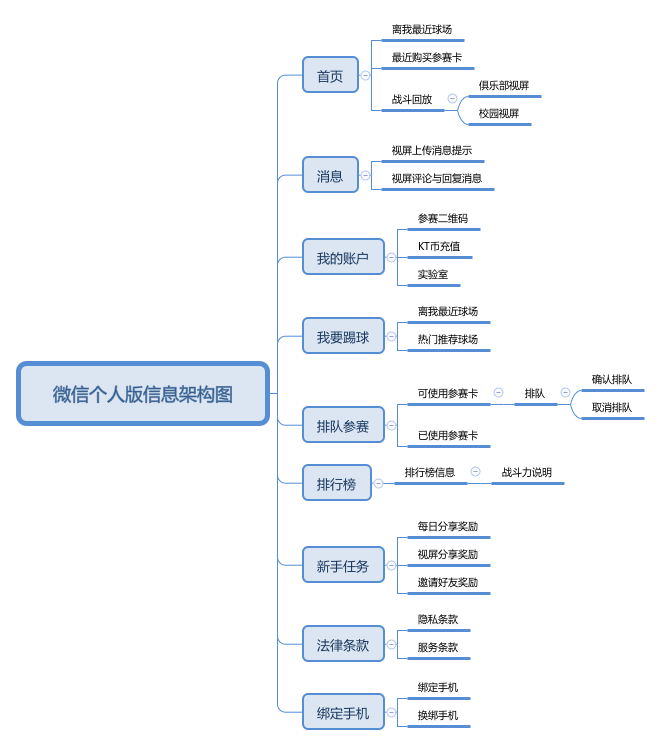 微信个人版信息架构图
首页
离我最近球场
最近购买参赛卡
战斗回放
俱乐部视屏
校园视屏
消息
视屏上传消息提示
视屏评论与回复消息
我的账户
参赛二维码
KT币充值
实验室
我要踢球
离我最近球场
热门推荐球场
排队参赛
可使用参赛卡
排队
确认排队
取消排队
已使用参赛卡
排行榜
排行榜信息
战斗力说明
新手任务
每日分享奖励
视屏分享奖励
邀请好友奖励
法律条款
隐私条款
服务条款
绑定手机
绑定手机
换绑手机